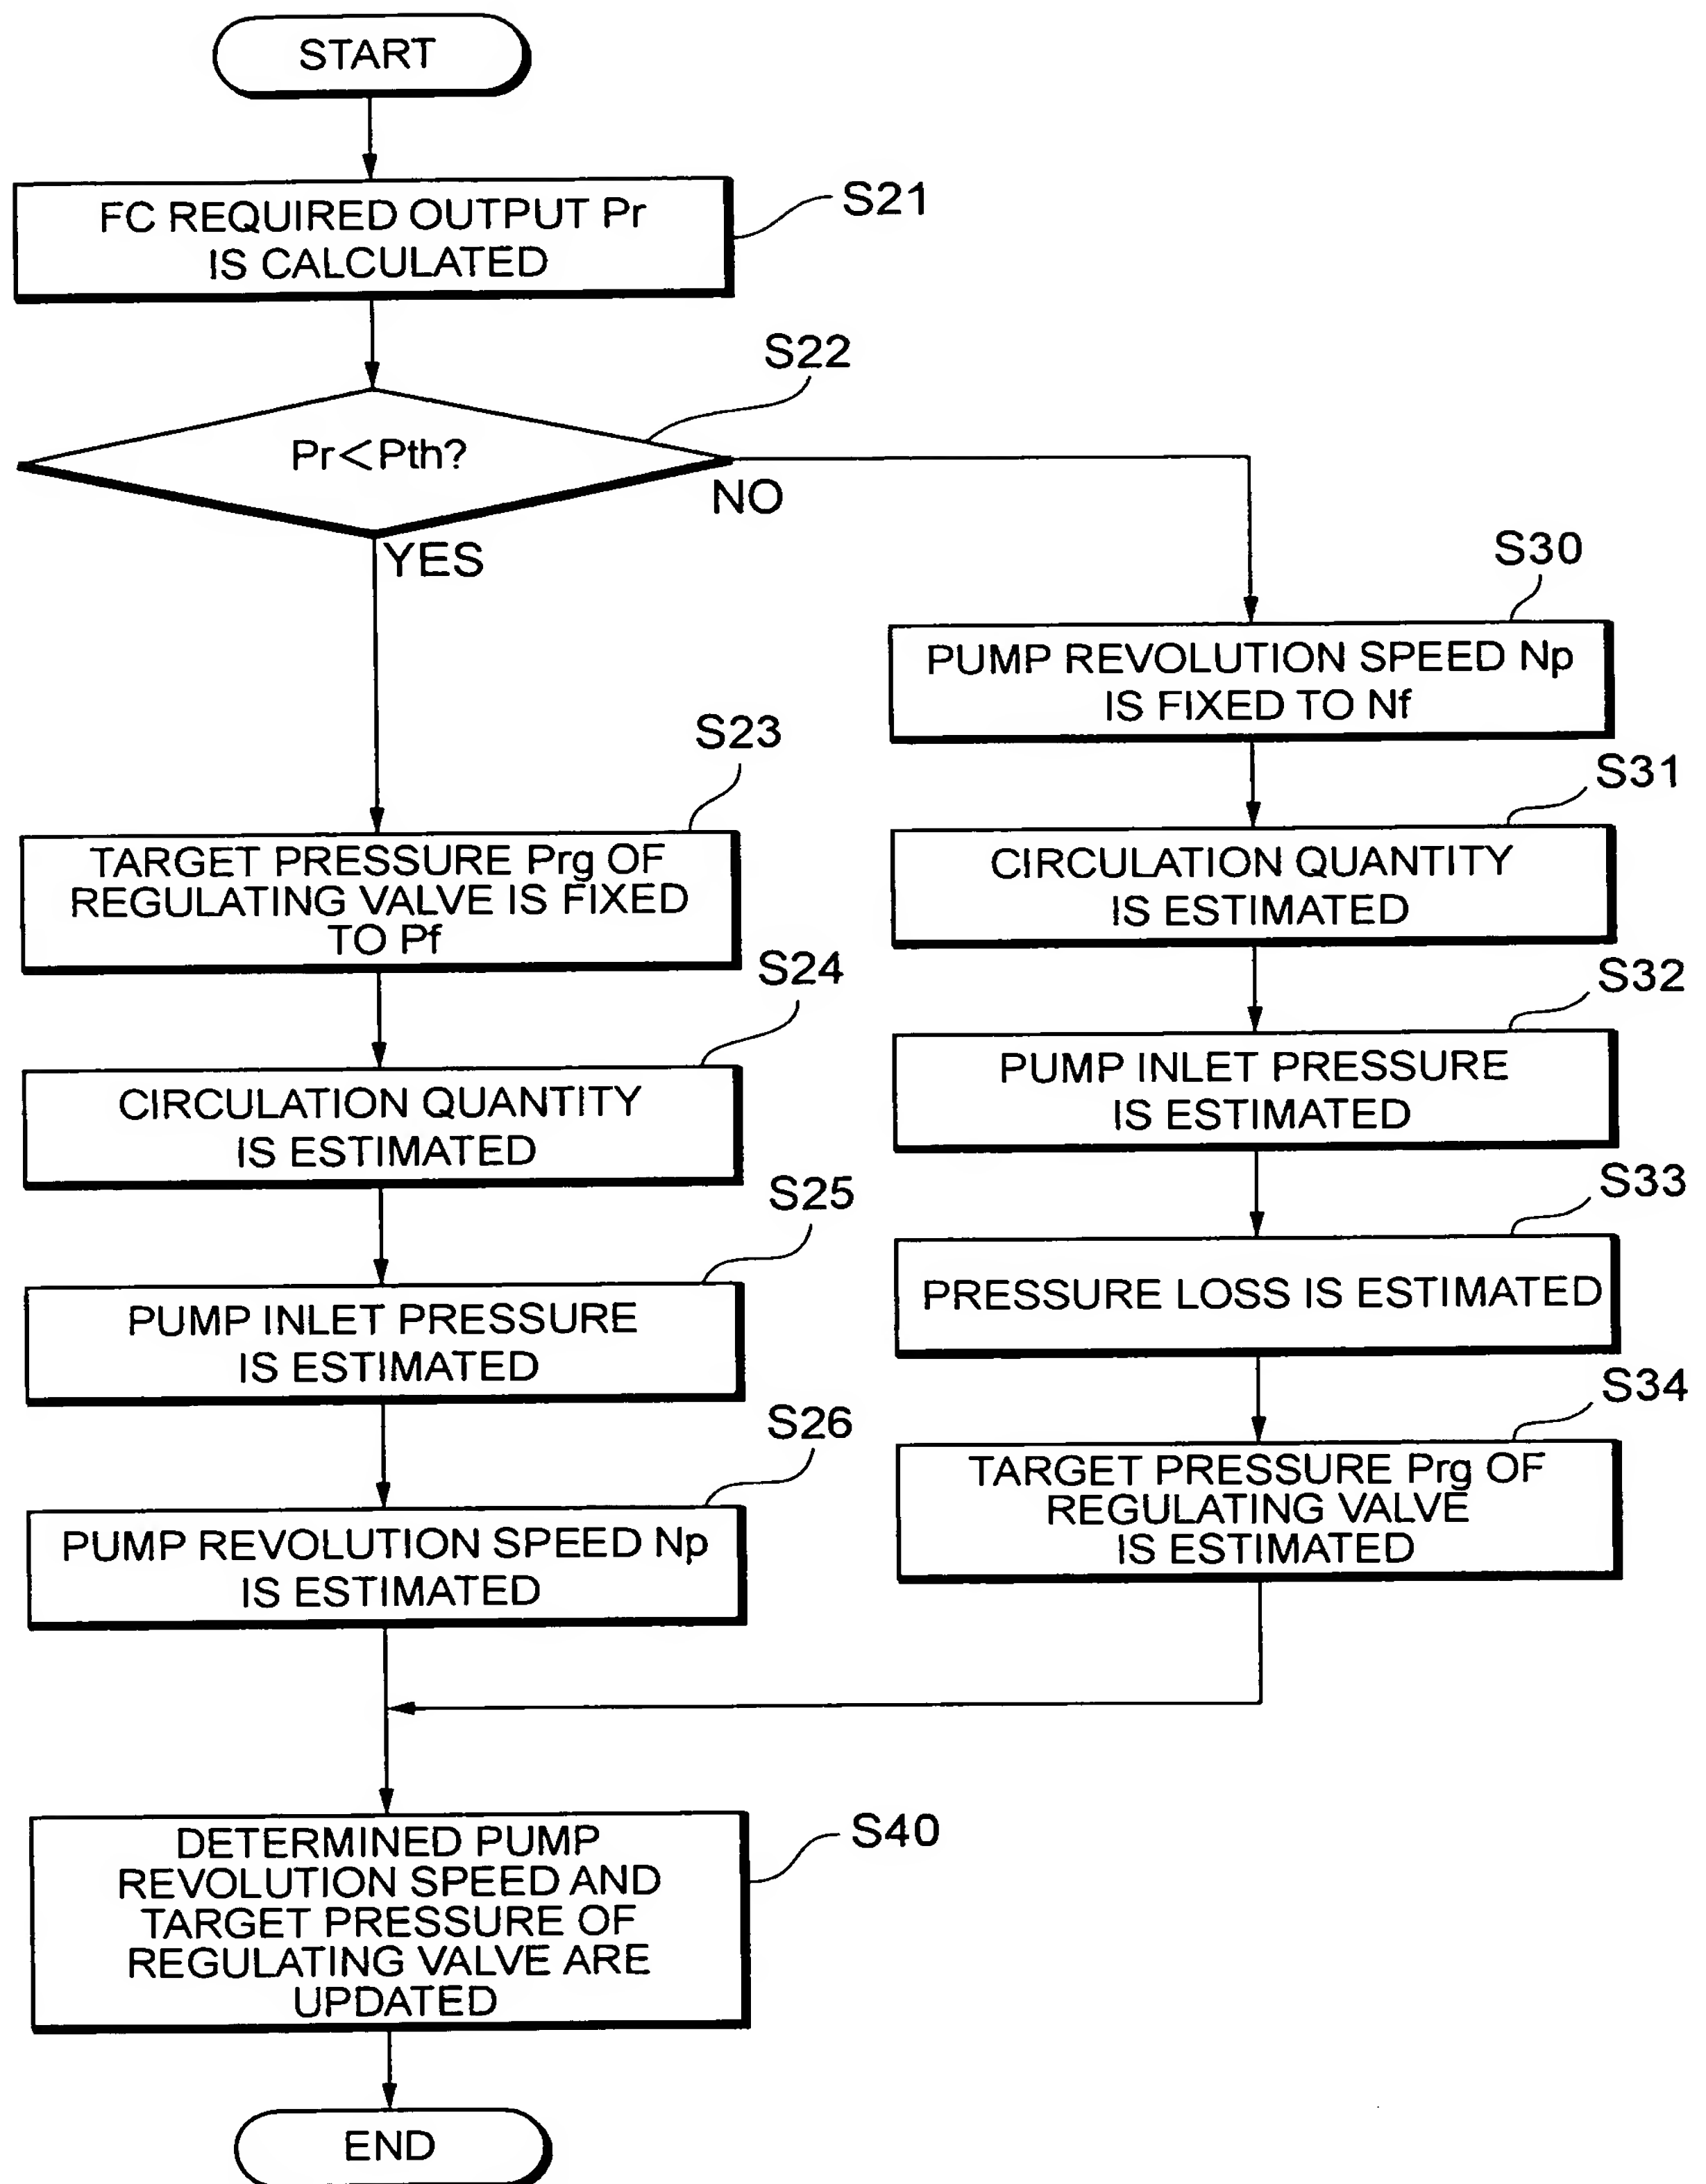 START
FC REQUIRED OUTPUT Pr
IS CALCULATED
S21
S22
Pr<Pth?
NO
YES
S23
TARGET PRESSURE Prg OF
REGULATING VALVE IS FIXED
TO Pf
S24
CIRCULATION QUANTITY
IS ESTIMATED
S25
PUMP INLET PRESSURE
IS ESTIMATED
S26
PUMP REVOLUTION SPEED Np
IS ESTIMATED
S30
PUMP REVOLUTION SPEED Np
IS FIXED TO Nf
S31
CIRCULATION QUANTITY
IS ESTIMATED
S32
PUMP INLET PRESSURE
IS ESTIMATED
S33
PRESSURE LOSS IS ESTIMATED
S34
TARGET PRESSURE Prg OF
REGULATING VALVE
IS ESTIMATED
S40
DETERMINED PUMP
REVOLUTION SPEED AND
TARGET PRESSURE OF
REGULATING VALVE ARE
UPDATED
END